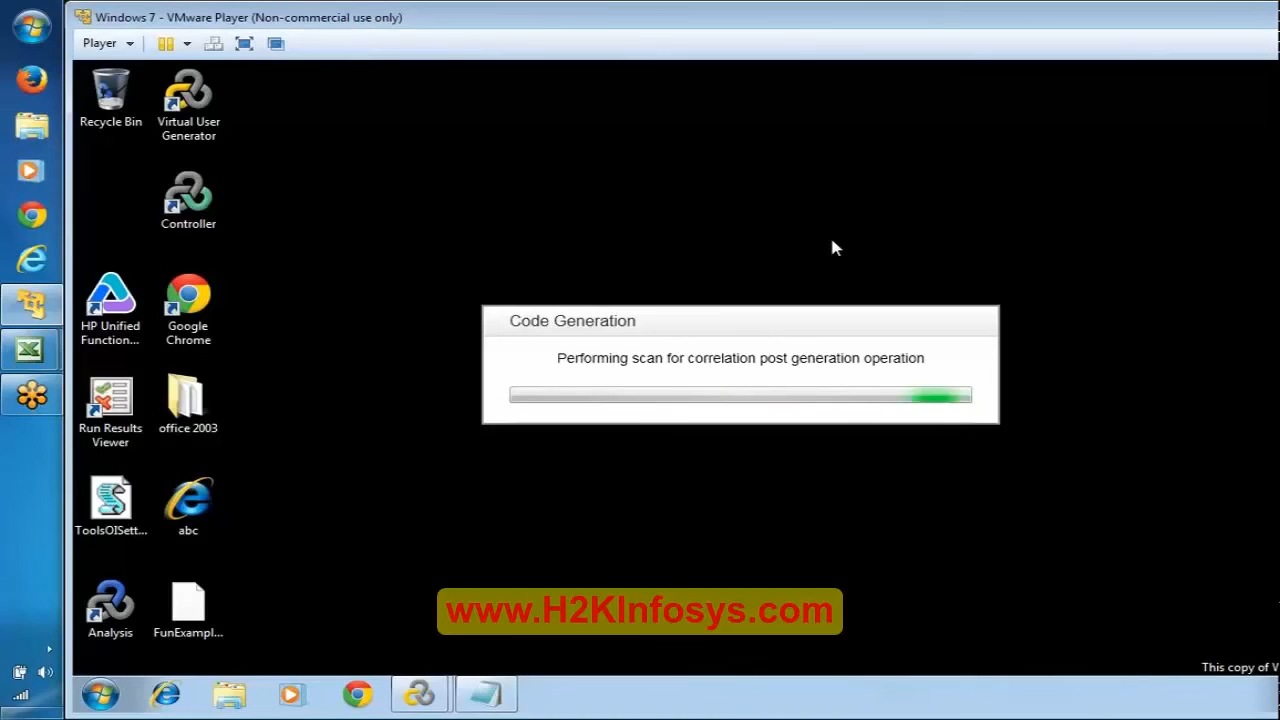 Windows 7 - VMware Player (Non-commercial use only)
Player
Recycle Bin
Virtual User
Generator
Controller
HP Unified
Function...
Google
Chrome
Run Results
Viewer
office 2003
ToolsOISett...
abc
Analysis
FunExampl...
Code Generation
Performing scan for correlation post generation operation
www.H2KInfosys.com
This copy of W